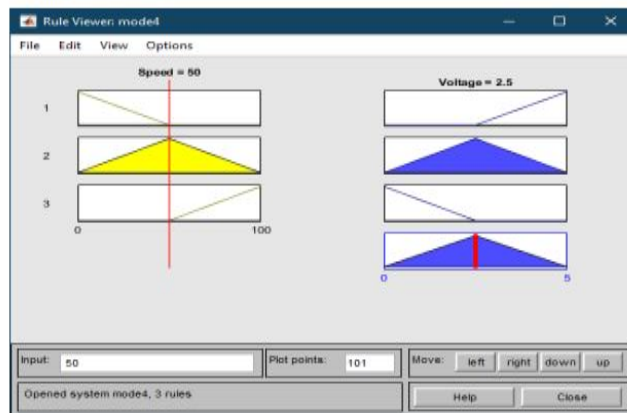 Rule Viewer: mode4
File Edit View Options
Speed = 50
Voltage = 2.5
1
2
3
0 100
0 5
Input: 50
Plot points: 101
Move: left right down up
Opened system mode4, 3 rules
Help Close